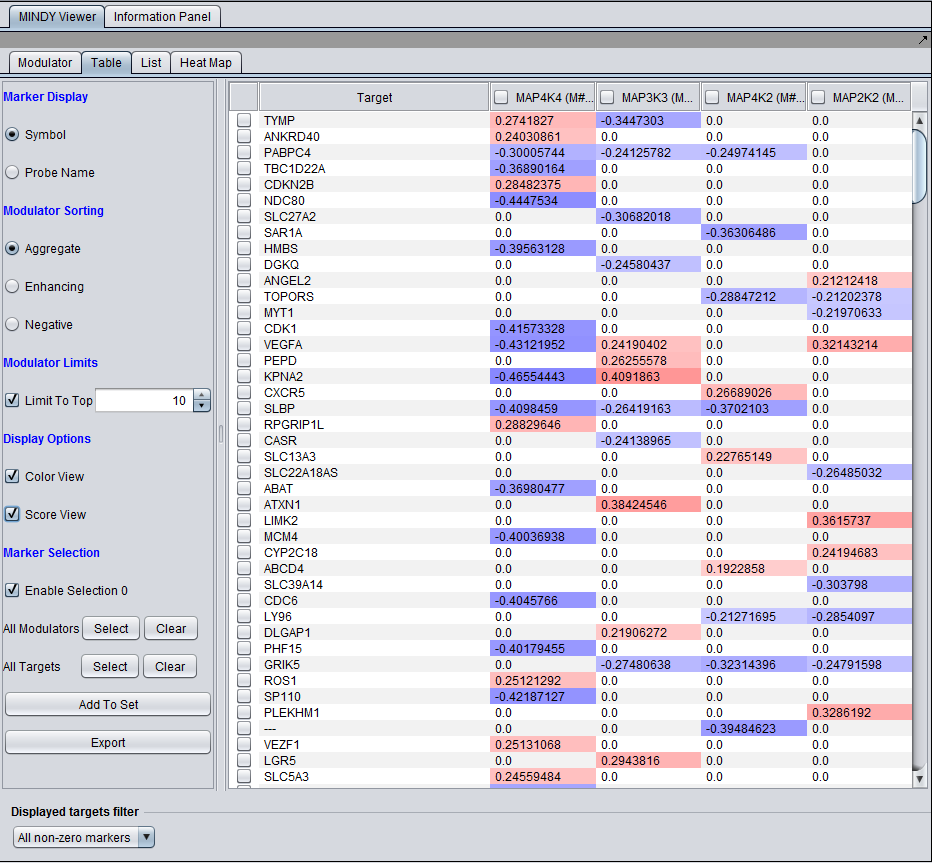 MINDY Viewer Information Panel
Modulator Table List Heat Map
Marker Display
Symbol
Probe Name
Modulator Sorting
Aggregate
Enhancing
Negative
Modulator Limits
Limit To Top 10
Display Options
Color View
Score View
Marker Selection
Enable Selection 0
All Modulators Select Clear
All Targets Select Clear
Add To Set
Export
Target MAP4K4 (M#... MAP3K3 (M... MAP4K2 (M#... MAP2K2 (M...
TYMP 0.2741827 -0.3447303 0.0 0.0
ANKRD40 0.24030861 0.0 0.0 0.0
PABPC4 -0.30005744 -0.24125782 -0.24974145 0.0
TBC1D22A -0.36890164 0.0 0.0 0.0
CDKN2B 0.28482375 0.0 0.0 0.0
NDC80 -0.4447534 0.0 0.0 0.0
SLC27A2 0.0 -0.30682018 0.0 0.0
SAR1A 0.0 0.0 -0.36306486 0.0
HMBS -0.39563128 0.0 0.0 0.0
DGKQ 0.0 -0.24580437 0.0 0.0
ANGEL2 0.0 0.0 0.0 0.21212418
TOPORS 0.0 0.0 -0.28847212 -0.21202378
MYT1 0.0 0.0 0.0 -0.21970633
CDK1 -0.41573328 0.0 0.0 0.0
VEGFA -0.43121952 0.24190402 0.0 0.32143214
PEPD 0.0 0.26255578 0.0 0.0
KPNA2 -0.46554443 0.4091863 0.0 0.0
CXCR5 0.0 0.0 0.26689026 0.0
SLBP -0.4098459 -0.26419163 -0.3702103 0.0
RPGRIP1L 0.28829646 0.0 0.0 0.0
CASR 0.0 -0.24138965 0.0 0.0
SLC13A3 0.0 0.0 0.22765149 0.0
SLC22A18AS 0.0 0.0 0.0 -0.26485032
ABAT -0.36980477 0.0 0.0 0.0
ATXN1 0.0 0.38424546 0.0 0.0
LIMK2 0.0 0.0 0.0 0.3615737
MCM4 -0.40036938 0.0 0.0 0.0
CYP2C18 0.0 0.0 0.0 0.24194683
ABCD4 0.0 0.0 0.1922858 0.0
SLC39A14 0.0 0.0 0.0 -0.303798
CDC6 -0.4045766 0.0 0.0 0.0
LY96 0.0 0.0 -0.21271695 -0.2854097
DLGAP1 0.0 0.21906272 0.0 0.0
PHF15 -0.40179455 0.0 0.0 0.0
GRIK5 0.0 -0.27480638 -0.32314396 -0.24791598
ROS1 0.25121292 0.0 0.0 0.0
SP110 -0.42187127 0.0 0.0 0.0
PLEKHM1 0.0 0.0 0.0 0.3286192
--- 0.0 0.0 -0.39484623 0.0
VEZF1 0.25131068 0.0 0.0 0.0
LGR5 0.0 0.2943816 0.0 0.0
SLC5A3 0.24559484 0.0 0.0 0.0
Displayed targets filter
All non-zero markers